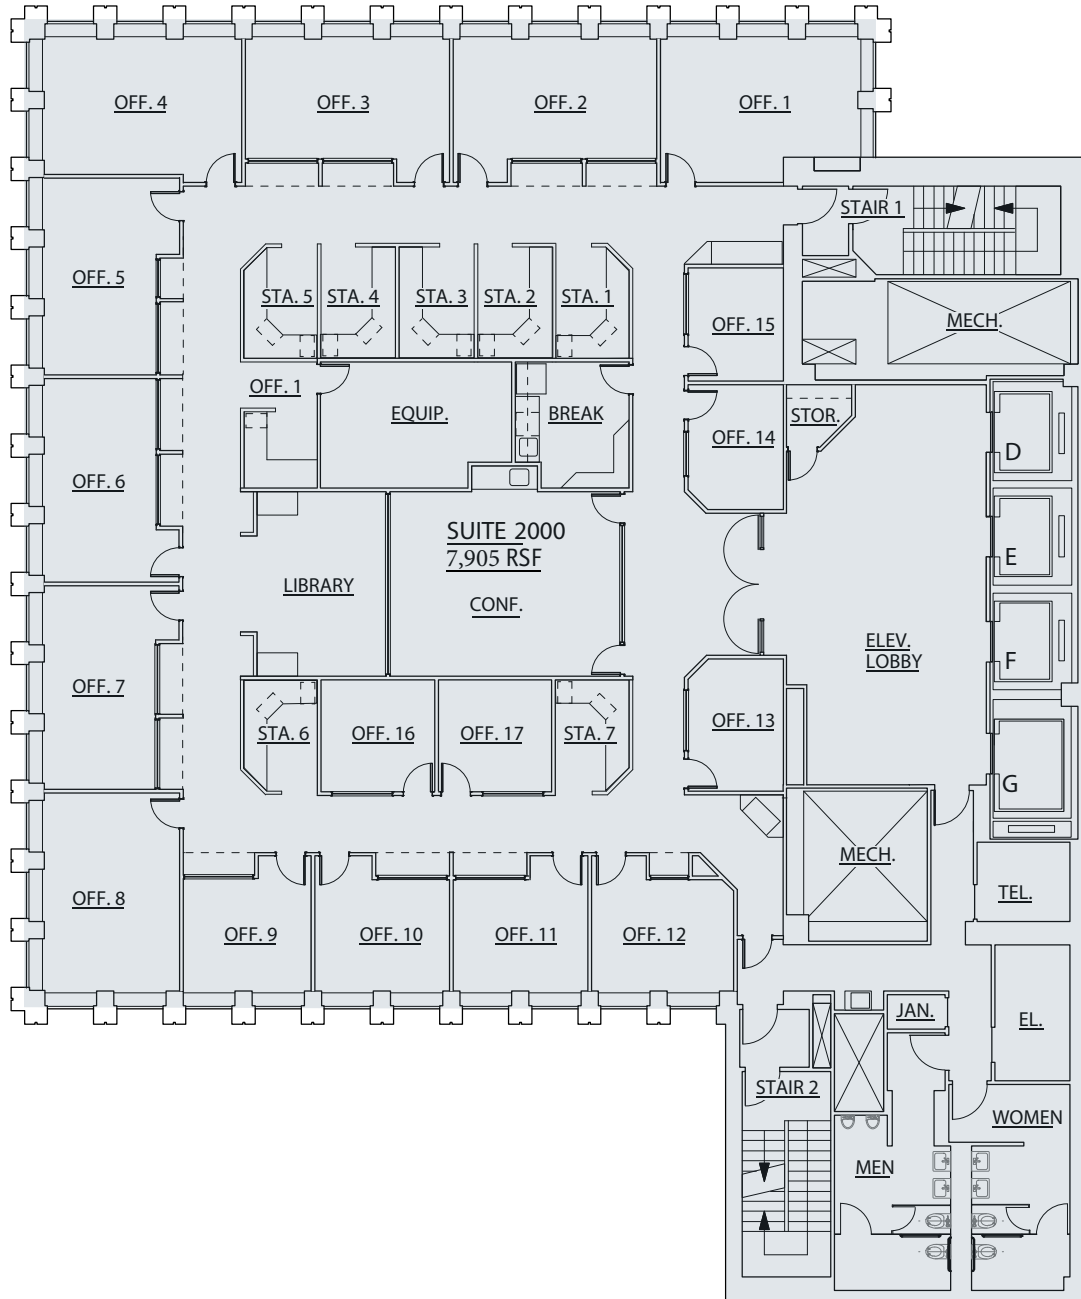 OFF. 4
OFF. 3
OFF. 2
OFF. 1
STAIR 1
OFF. 5
STA. 5
STA. 4
STA. 3
STA. 2
STA. 1
OFF. 15
MECH.
OFF. 1
EQUIP.
BREAK
OFF. 14
STOR.
D
OFF. 6
SUITE 2000
7,905 RSF
E
LIBRARY
CONF.
ELEV.
LOBBY
F
OFF. 7
STA. 6
OFF. 16
OFF. 17
STA. 7
OFF. 13
G
MECH.
OFF. 8
TEL.
OFF. 9
OFF. 10
OFF. 11
OFF. 12
JAN.
EL.
STAIR 2
WOMEN
MEN